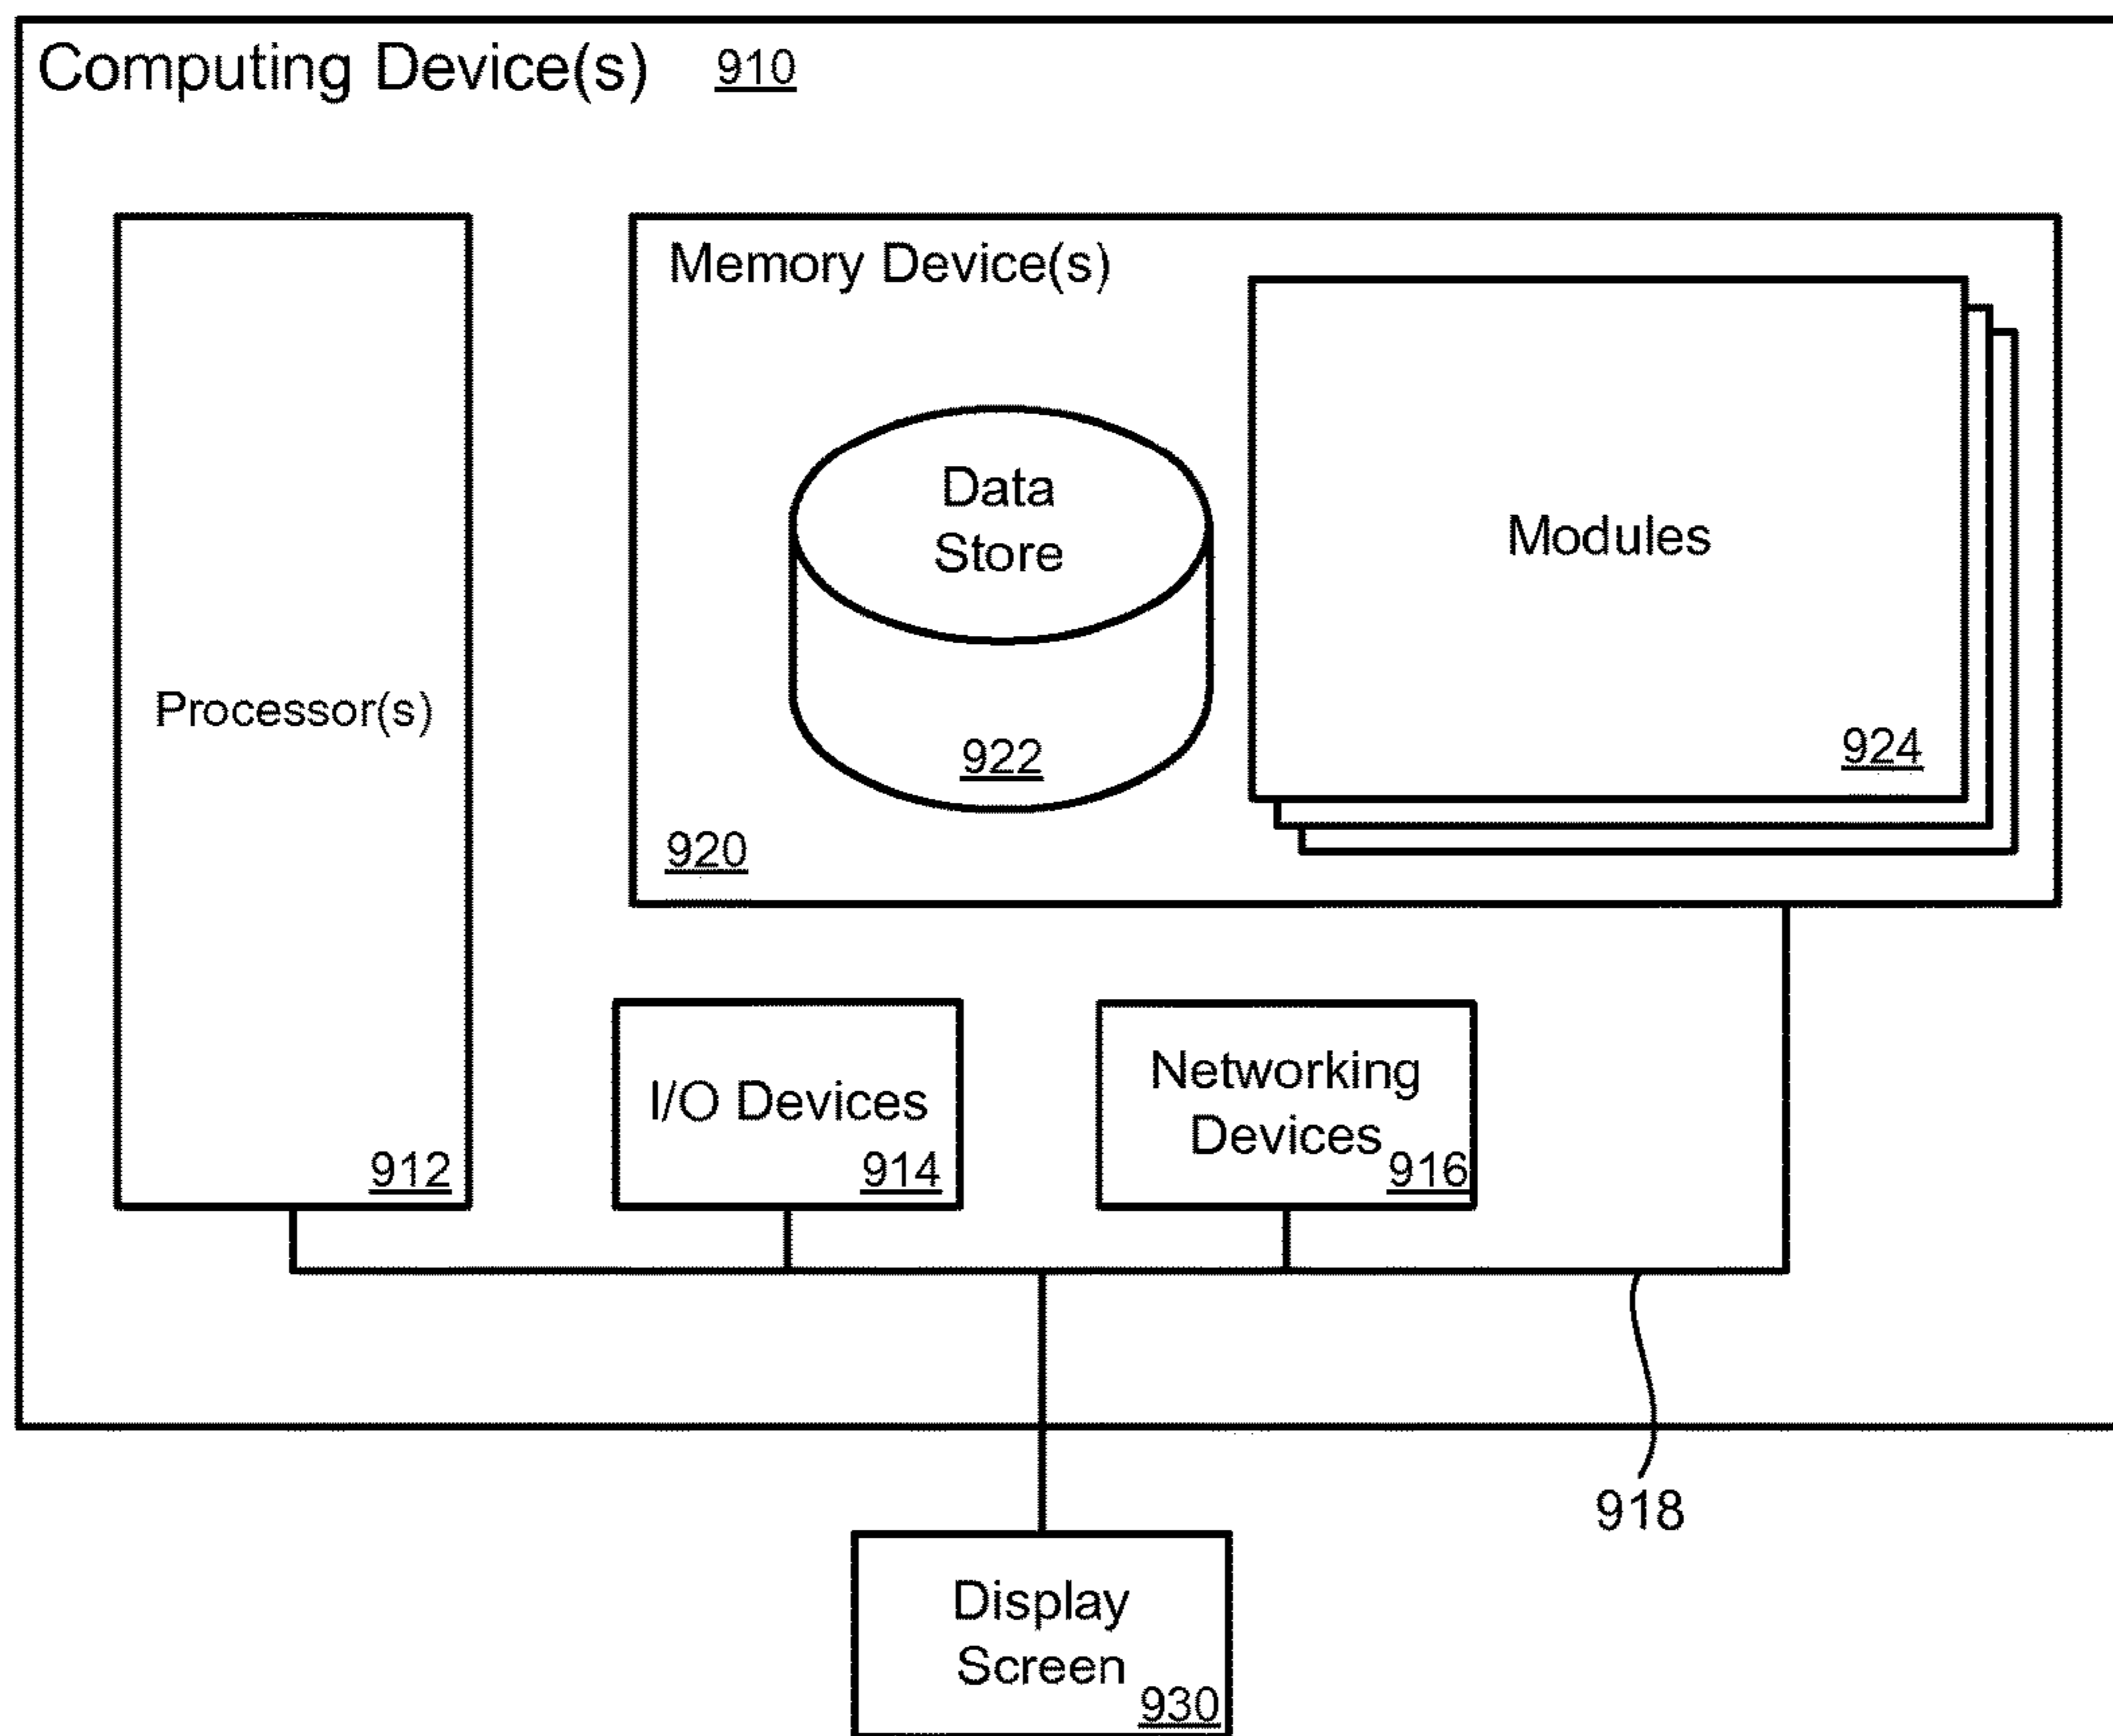 Computing Device(s) 910
Memory Device(s)
Data
Store
Modules
Processor(s)
922
924
920
I/O Devices
Networking
Devices
912
914
916
918
Display
Screen
930